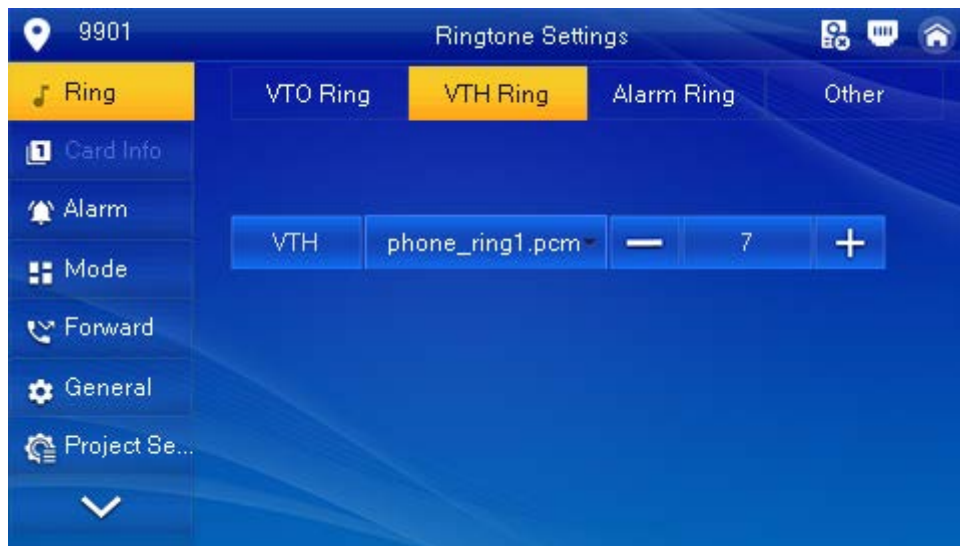 9901
Ringtone Settings
Ring
VTO Ring
VTH Ring
Alarm Ring
Other
1
Card Info
Alarm
VTH
phone_ring1.pcm
7
Mode
Forward
General
Project Se...